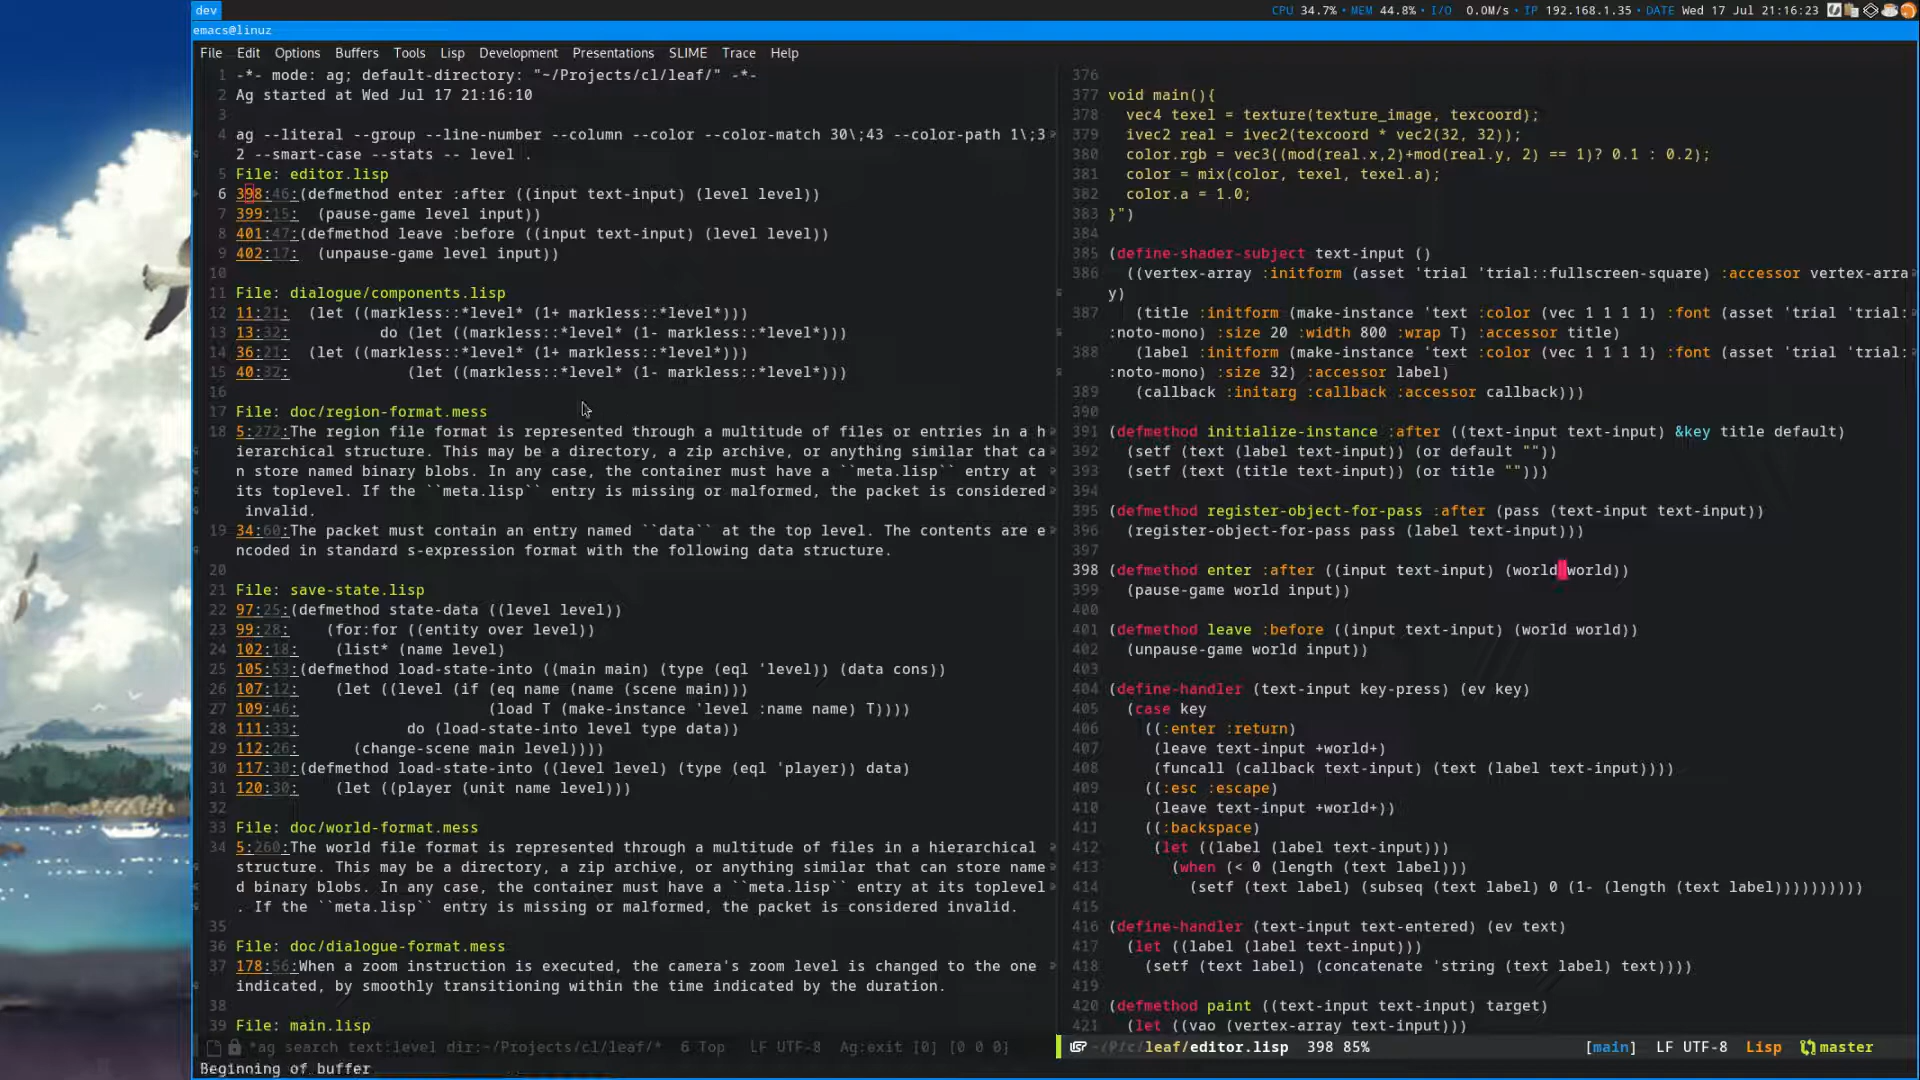 dev
CPU 34.7% • MEM 44.8% • I/O 0.0M/s • IP 192.168.1.35 • DATE Wed 17 Jul 21:16:23
emacs@linuz
File Edit Options Buffers Tools Lisp Development Presentations SLIME Trace Help
1 -*- mode: ag; default-directory: "~/Projects/cl/leaf/" -*-
2 Ag started at Wed Jul 17 21:16:10
3
4 ag --literal --group --line-number --column --color --color-match 30\;43 --color-path 1\;3
2 --smart-case --stats -- level .
5 File: editor.lisp
6 398:46:(defmethod enter :after ((input text-input) (level level))
7 399:15:  (pause-game level input))
8 401:47:(defmethod leave :before ((input text-input) (level level))
9 402:17:  (unpause-game level input))
10
11 File: dialogue/components.lisp
12 11:21:  (let ((markless::*level* (1+ markless::*level*)))
13 13:32:          do (let ((markless::*level* (1- markless::*level*)))
14 36:21:  (let ((markless::*level* (1+ markless::*level*)))
15 40:32:             (let ((markless::*level* (1- markless::*level*)))
16
17 File: doc/region-format.mess
18 5:272:The region file format is represented through a multitude of files or entries in a h
ierarchical structure. This may be a directory, a zip archive, or anything similar that ca
n store named binary blobs. In any case, the container must have a ``meta.lisp`` entry at
its toplevel. If the ``meta.lisp`` entry is missing or malformed, the packet is considered
invalid.
19 34:60:The packet must contain an entry named ``data`` at the top level. The contents are e
ncoded in standard s-expression format with the following data structure.
20
21 File: save-state.lisp
22 97:25:(defmethod state-data ((level level))
23 99:28:    (for:for ((entity over level))
24 102:18:    (list* (name level)
25 105:53:(defmethod load-state-into ((main main) (type (eql 'level)) (data cons))
26 107:12:    (let ((level (if (eq name (name (scene main)))
27 109:46:                     (load T (make-instance 'level :name name) T))))
28 111:33:            do (load-state-into level type data))
29 112:26:      (change-scene main level))))
30 117:30:(defmethod load-state-into ((level level) (type (eql 'player)) data)
31 120:30:    (let ((player (unit name level)))
32
33 File: doc/world-format.mess
34 5:260:The world file format is represented through a multitude of files in a hierarchical
structure. This may be a directory, a zip archive, or anything similar that can store name
d binary blobs. In any case, the container must have a ``meta.lisp`` entry at its toplevel
. If the ``meta.lisp`` entry is missing or malformed, the packet is considered invalid.
35
36 File: doc/dialogue-format.mess
37 178:56:When a zoom instruction is executed, the camera's zoom level is changed to the one
indicated, by smoothly transitioning within the time indicated by the duration.
38
39 File: main.lisp
*ag search text:level dir:~/Projects/cl/leaf/* 6 Top LF UTF-8 Ag:exit [0] [0 0 0]
Beginning of buffer
376
377 void main(){
378   vec4 texel = texture(texture_image, texcoord);
379   ivec2 real = ivec2(texcoord * vec2(32, 32));
380   color.rgb = vec3((mod(real.x,2)+mod(real.y, 2) == 1)? 0.1 : 0.2);
381   color = mix(color, texel, texel.a);
382   color.a = 1.0;
383 }")
384
385 (define-shader-subject text-input ()
386   ((vertex-array :initform (asset 'trial 'trial::fullscreen-square) :accessor vertex-arra
y)
387    (title :initform (make-instance 'text :color (vec 1 1 1 1) :font (asset 'trial 'trial:
:noto-mono) :size 20 :width 800 :wrap T) :accessor title)
388    (label :initform (make-instance 'text :color (vec 1 1 1 1) :font (asset 'trial 'trial:
:noto-mono) :size 32) :accessor label)
389    (callback :initarg :callback :accessor callback)))
390
391 (defmethod initialize-instance :after ((text-input text-input) &key title default)
392   (setf (text (label text-input)) (or default ""))
393   (setf (text (title text-input)) (or title "")))
394
395 (defmethod register-object-for-pass :after (pass (text-input text-input))
396   (register-object-for-pass pass (label text-input)))
397
398 (defmethod enter :after ((input text-input) (world world))
399   (pause-game world input))
400
401 (defmethod leave :before ((input text-input) (world world))
402   (unpause-game world input))
403
404 (define-handler (text-input key-press) (ev key)
405   (case key
406     ((:enter :return)
407      (leave text-input +world+)
408      (funcall (callback text-input) (text (label text-input))))
409     ((:esc :escape)
410      (leave text-input +world+))
411     ((:backspace)
412      (let ((label (label text-input)))
413        (when (< 0 (length (text label)))
414          (setf (text label) (subseq (text label) 0 (1- (length (text label))))))))))
415
416 (define-handler (text-input text-entered) (ev text)
417   (let ((label (label text-input)))
418     (setf (text label) (concatenate 'string (text label) text))))
419
420 (defmethod paint ((text-input text-input) target)
421   (let ((vao (vertex-array text-input)))
leaf/editor.lisp 398 85% [main] LF UTF-8 Lisp master